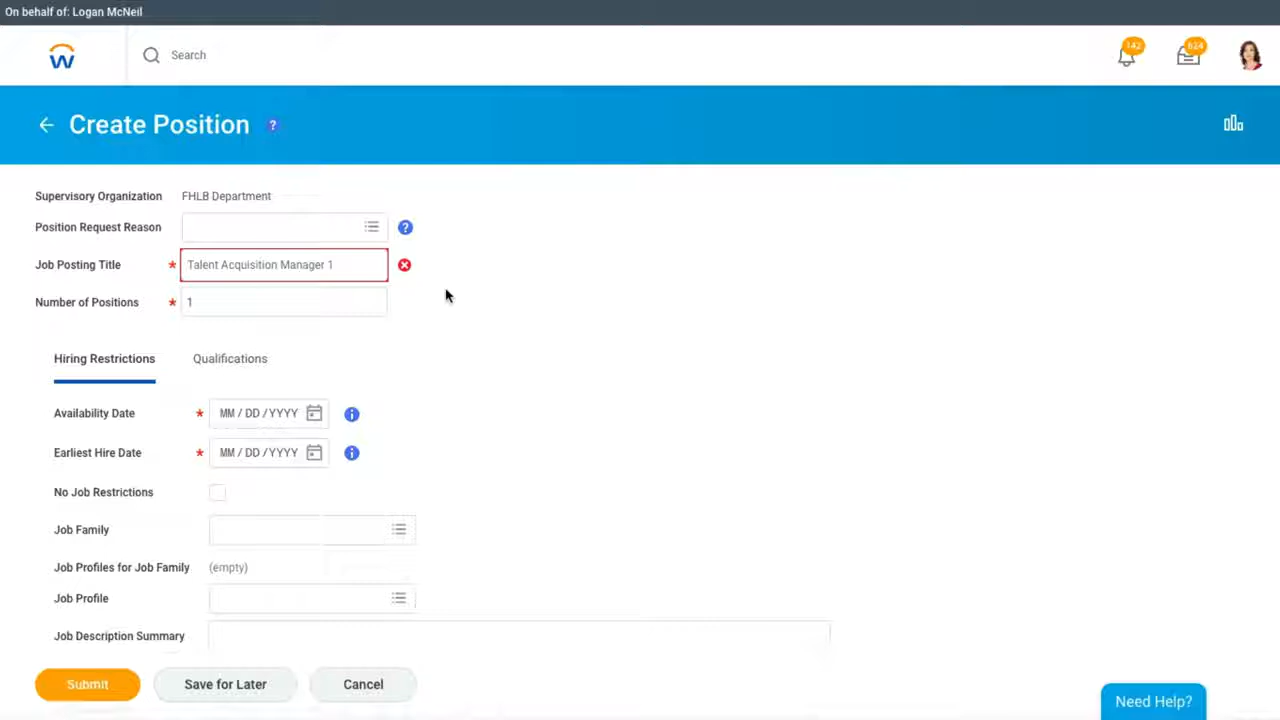 On behalf of: Logan McNeil
Search
142
624
Create Position ?
Supervisory Organization FHLB Department
Position Request Reason
Job Posting Title * Talent Acquisition Manager 1
Number of Positions * 1
Hiring Restrictions Qualifications
Availability Date * MM / DD / YYYY
Earliest Hire Date * MM / DD / YYYY
No Job Restrictions
Job Family
Job Profiles for Job Family (empty)
Job Profile
Job Description Summary
Submit Save for Later Cancel
Need Help?